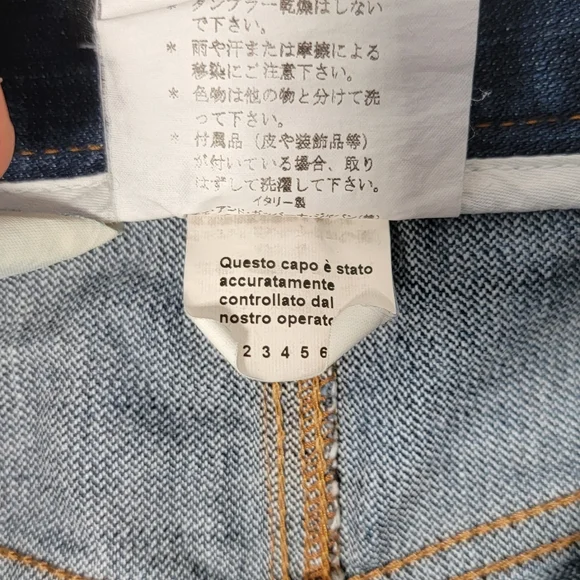 * タンブラー乾燥はしない
で下さい。
* 雨や汗または摩擦による
移染にご注意下さい。
* 色物は他の物と分けて洗
って下さい。
* 付属品(皮や装飾品等)
が付いている場合、取り
はずして洗濯して下さい。
イタリー製
Questo capo è stato
accuratamente
controllato dal
nostro operato
2 3 4 5 6